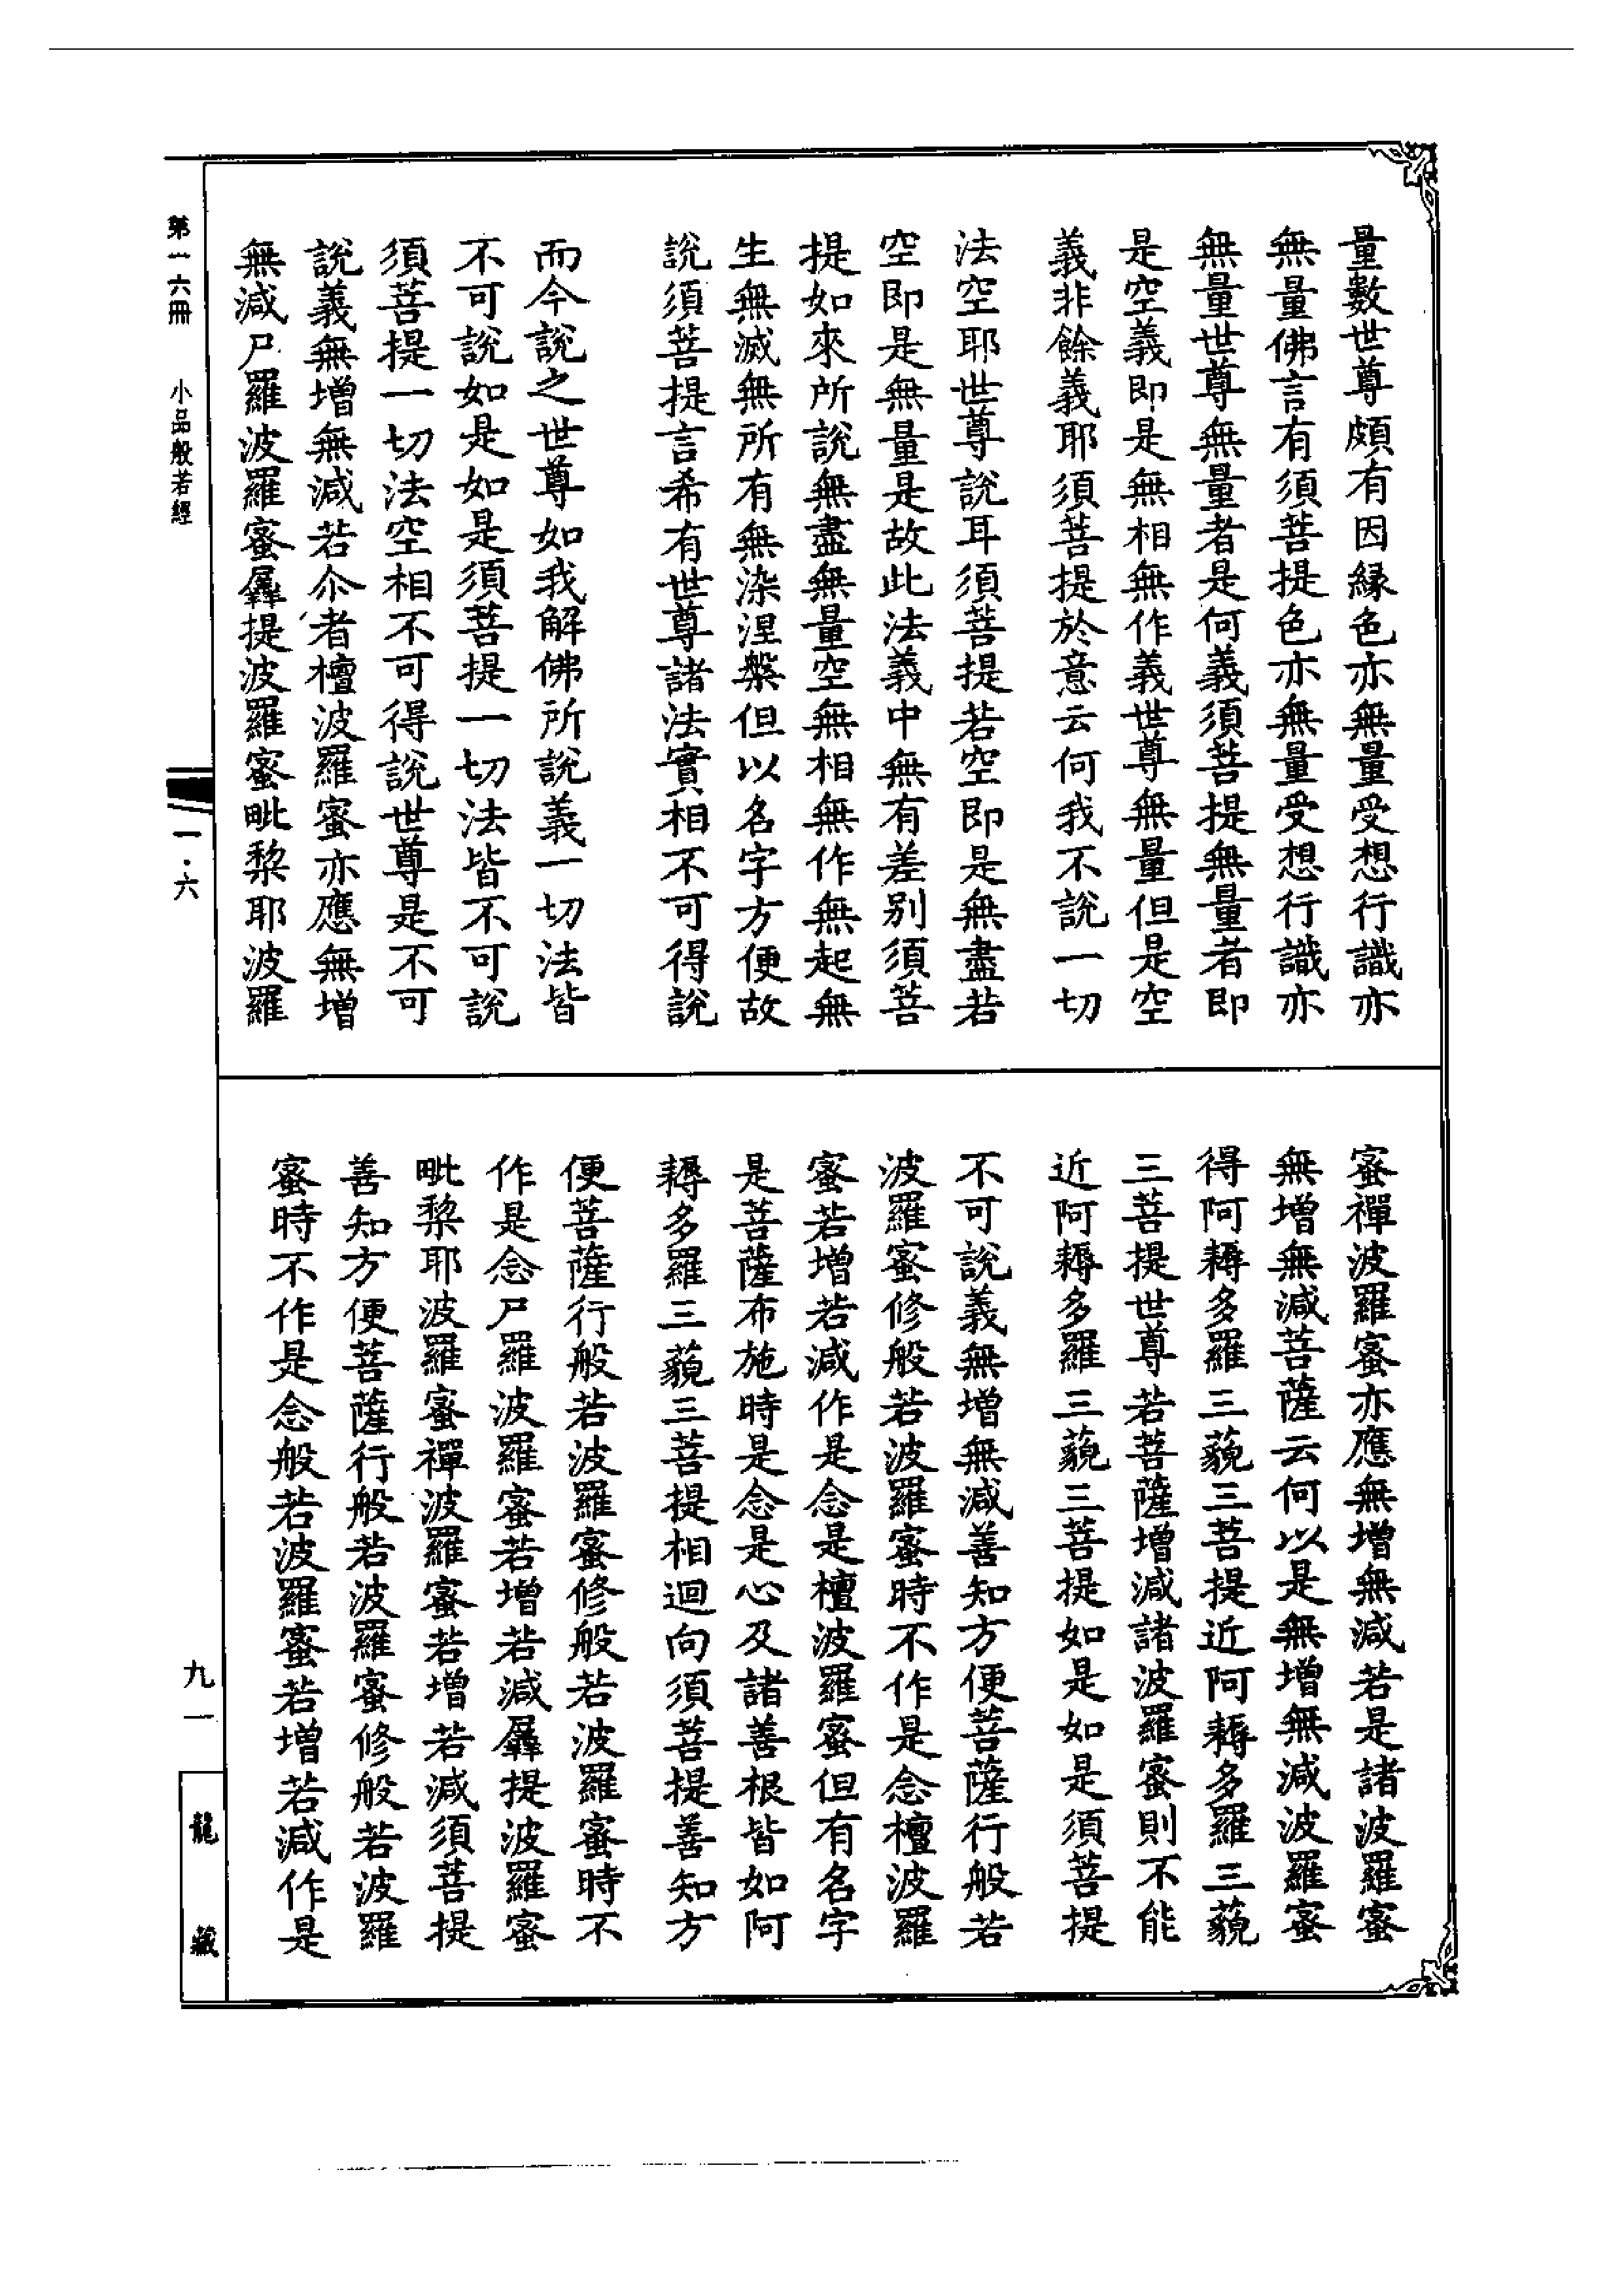 量數世尊頗有因緣色亦無量受想行識亦
無量佛言有須菩提色亦無量受想行識亦
無量世尊無量者是何義須菩提無量者即
是空義即是無相無作義世尊無量但是空
義非餘義耶須菩提於意云何我不說一切
法空耶世尊說耳須菩提若空即是無盡若
空即是無量是故此法義中無有差別須菩
提如來所說無盡無量空無相無作無起無
生無滅無所有無染涅槃但以名字方便故
說須菩提言希有世尊諸法實相不可得說
而今說之世尊如我解佛所說義一切法皆
不可說如是如是須菩提一切法皆不可說
須菩提一切法空相不可得說世尊是不可
說義無增無減若尒者檀波羅蜜亦應無增
無減尸羅波羅蜜羼提波羅蜜毗棃耶波羅
蜜禪波羅蜜亦應無增無減若是諸波羅蜜
無增無減菩薩云何以是無增無減波羅蜜
得阿耨多羅三藐三菩提近阿耨多羅三藐
三菩提世尊若菩薩增減諸波羅蜜則不能
近阿耨多羅三藐三菩提如是如是須菩提
不可說義無增無減善知方便菩薩行般若
波羅蜜修般若波羅蜜時不作是念檀波羅
蜜若增若減作是念是檀波羅蜜但有名字
是菩薩布施時是念是心及諸善根皆如阿
耨多羅三藐三菩提相迴向須菩提善知方
便菩薩行般若波羅蜜修般若波羅蜜時不
作是念尸羅波羅蜜若增若減羼提波羅蜜
毗棃耶波羅蜜禪波羅蜜若增若減須菩提
善知方便菩薩行般若波羅蜜修般若波羅
蜜時不作是念般若波羅蜜若增若減作是
第一六冊 小品般若經
一·六
九一
龍藏